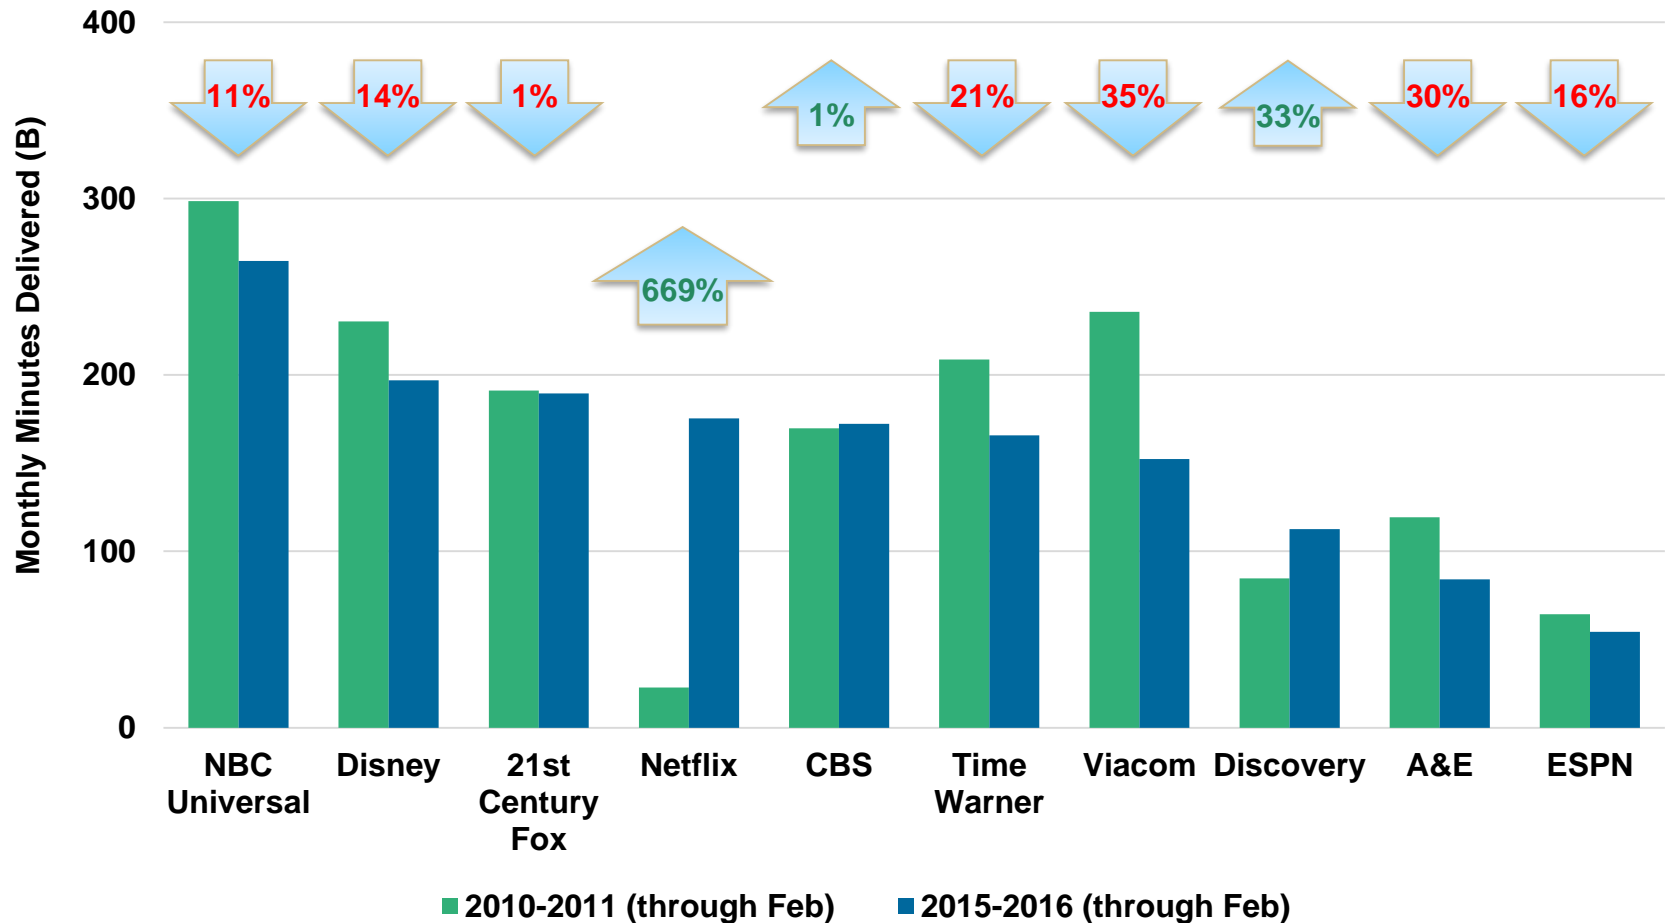 400
300
200
100
0
Monthly Minutes Delivered (B)
11%
14%
1%
669%
1%
21%
35%
33%
30%
16%
NBC
Universal
Disney
21st
Century
Fox
Netflix
CBS
Time
Warner
Viacom
Discovery
A&E
ESPN
2010-2011 (through Feb)
2015-2016 (through Feb)